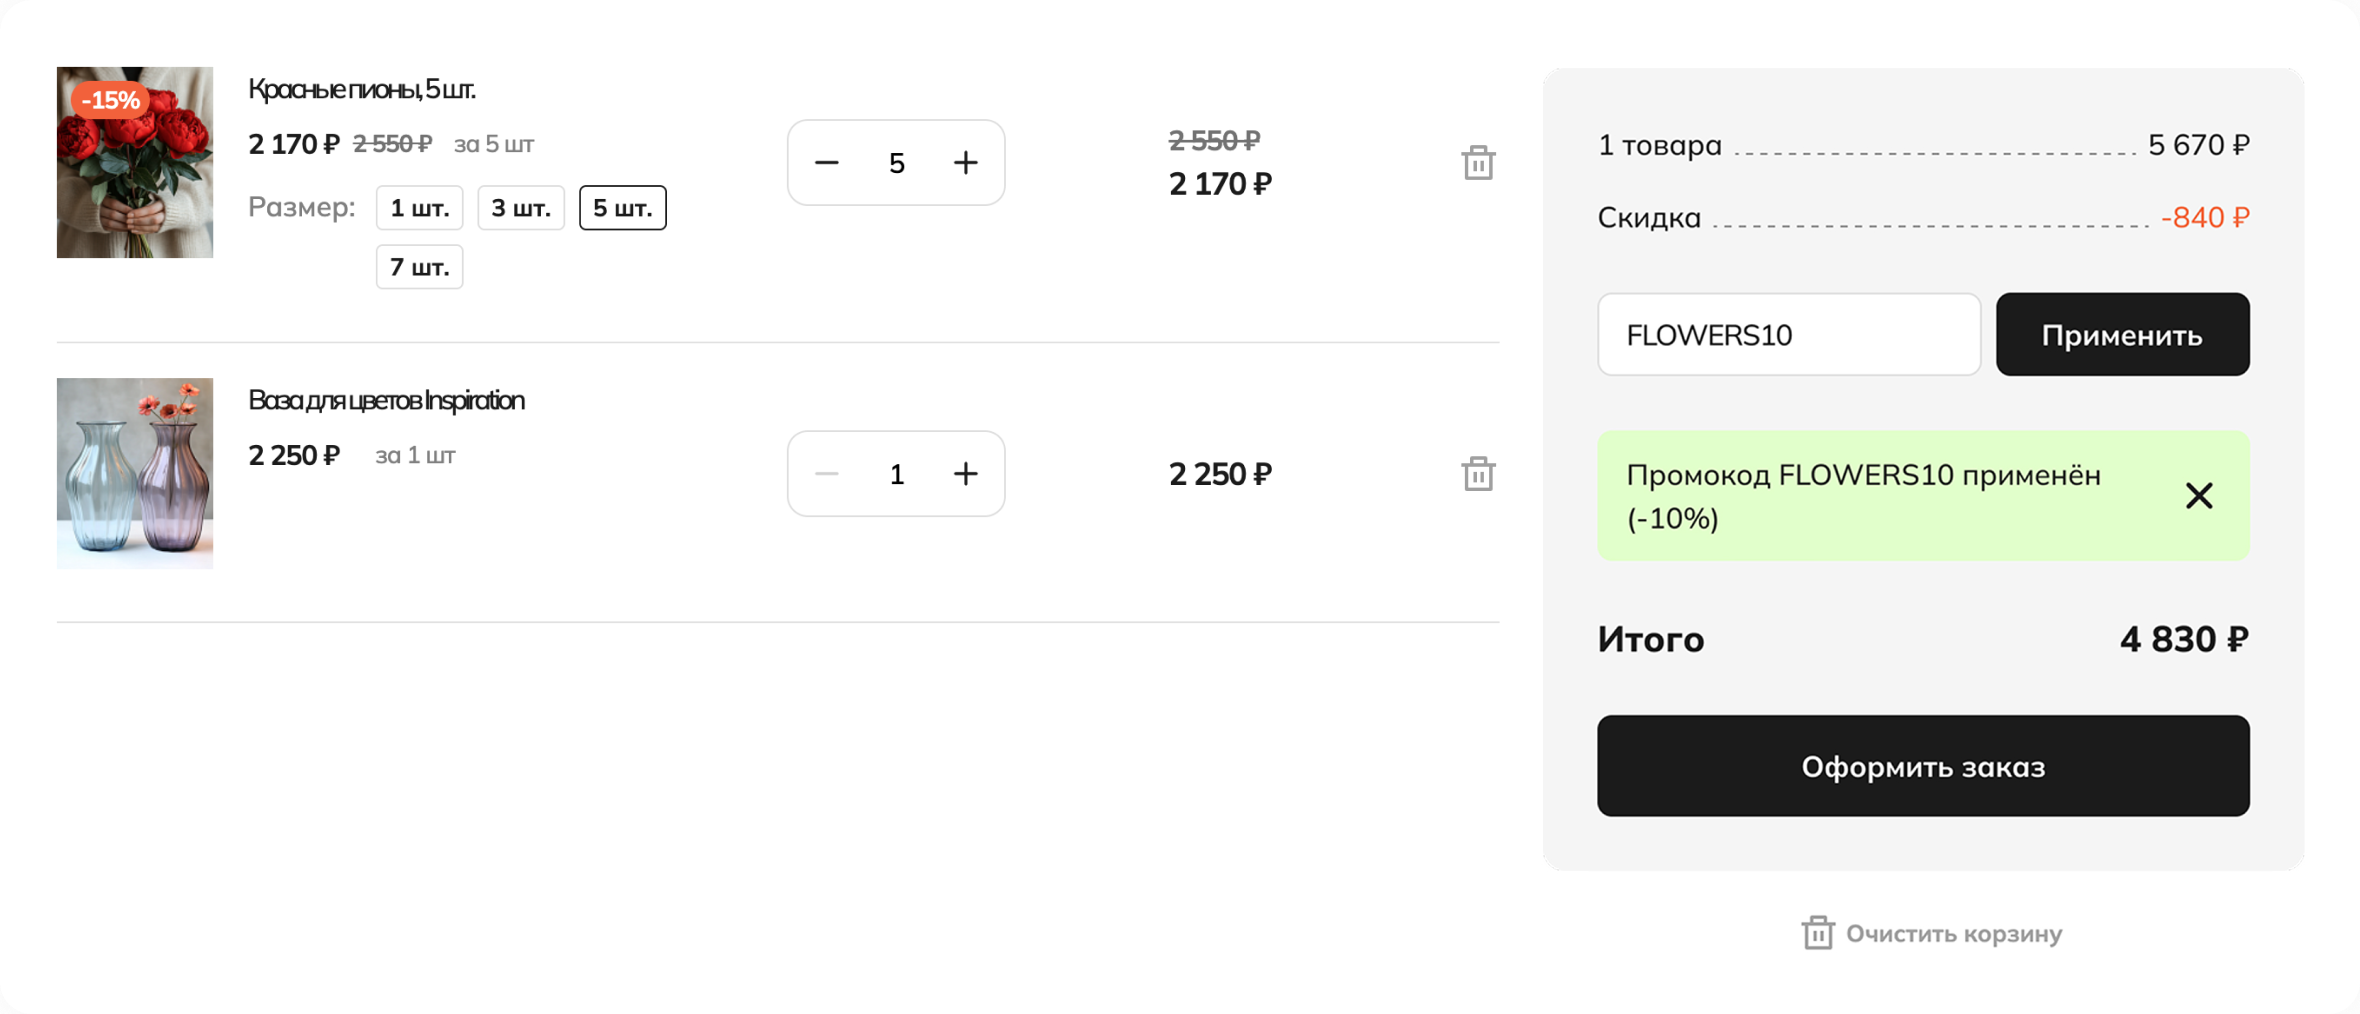 -15%
Красные пионы, 5 шт.
2 170 ₽ 2 550 ₽ за 5 шт
Размер: 1 шт. 3 шт. 5 шт.
7 шт.
5
2 550 ₽
2 170 ₽
Ваза для цветов Inspiration
2 250 ₽ за 1 шт
1
2 250 ₽
1 товара 5 670 ₽
Скидка -840 ₽
FLOWERS10 Применить
Промокод FLOWERS10 применён
(-10%)
Итого 4 830 ₽
Оформить заказ
Очистить корзину